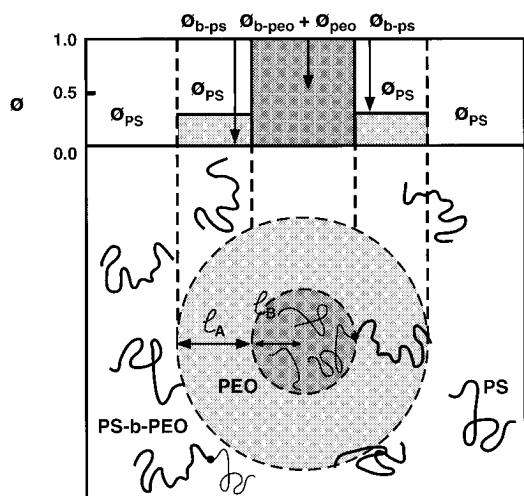 Øb-ps Øb-peo + Øpeo Øb-ps
1.0
Ø 0.5
ØPS ØPS ØPS ØPS
0.0
ℓA ℓB
PEO
PS-b-PEO
PS